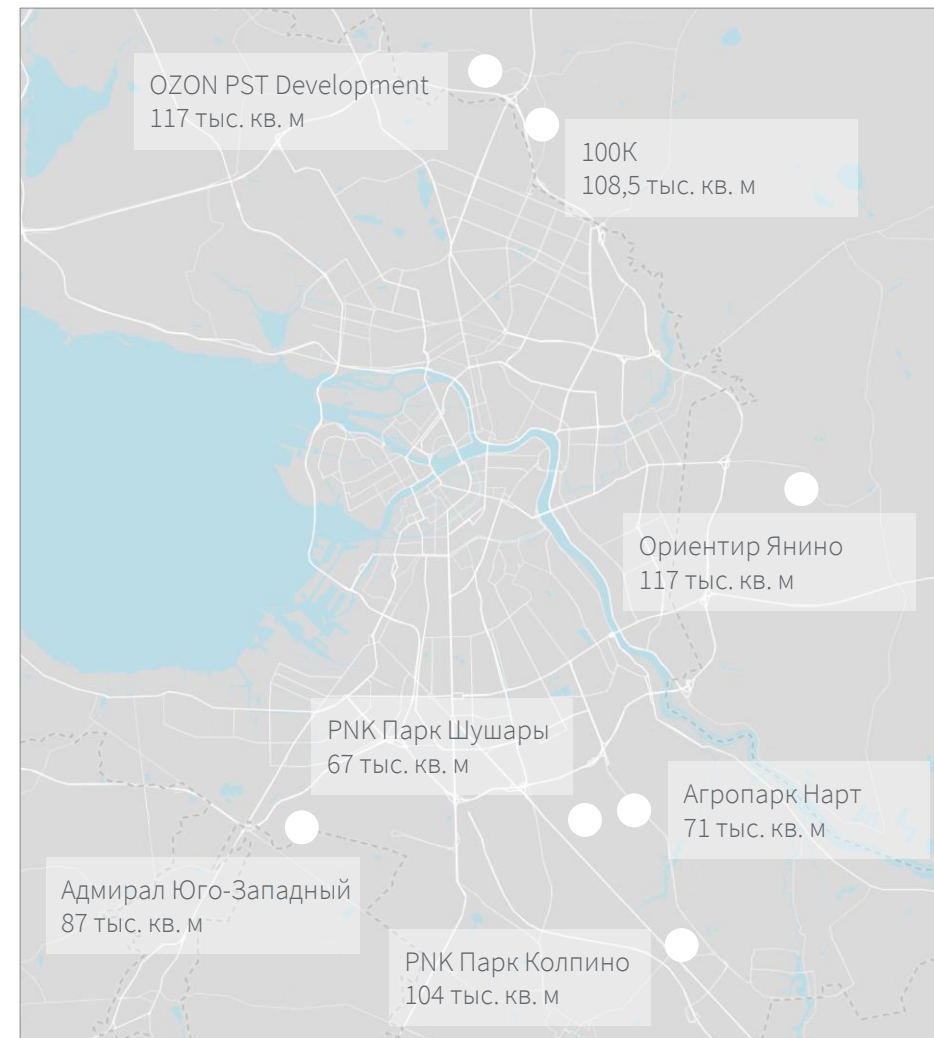 OZON PST Development
117 тыс. кв. м
100К
108,5 тыс. кв. м
Ориентир Янино
117 тыс. кв. м
PNK Парк Шушары
67 тыс. кв. м
Агропарк Нарт
71 тыс. кв. м
Адмирал Юго-Западный
87 тыс. кв. м
PNK Парк Колпино
104 тыс. кв. м